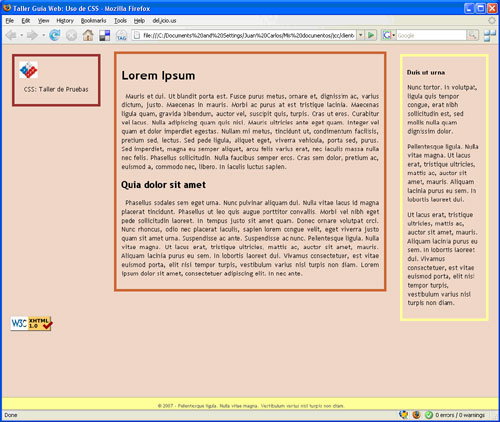 Taller Guia Web: Uso de CSS - Mozilla Firefox
File Edit View History Bookmarks Tools Help del.icio.us
TAG
file:///C:/Documents%20and%20Settings/Juan%20Carlos/Mis%20documentos/jcc/client
Google
CSS: Taller de Pruebas
Lorem Ipsum
Mauris et dui. Ut blandit porta est. Fusce purus metus, ornare et, dignissim ac, varius
dictum, justo. Maecenas in mauris. Morbi ac purus at est tristique lacinia. Maecenas
ligula quam, gravida bibendum, auctor vel, suscipit quis, turpis. Cras ut eros. Curabitur
vel lacus. Nulla adipiscing quam quis nisl. Mauris ultricies ante eget quam. Integer vel
quam et dolor imperdiet egestas. Nullam mi metus, tincidunt ut, condimentum facilisis,
pretium sed, lectus. Sed pede ligula, aliquet eget, viverra vehicula, porta sed, purus.
Sed imperdiet, magna eu semper aliquet, arcu felis varius erat, nec iaculis massa nulla
nec felis. Phasellus sollicitudin. Nulla faucibus semper eros. Cras sem dolor, pretium ac,
euismod a, commodo nec, libero. In iaculis luctus sapien.
Quia dolor sit amet
Phasellus sodales sem eget urna. Nunc pulvinar aliquam dui. Nulla vitae lacus id magna
placerat tincidunt. Phasellus ut leo quis augue porttitor convallis. Morbi vel nibh eget
pede sollicitudin laoreet. In tempus justo sit amet quam. Donec ornare volutpat orci.
Nunc rhoncus, odio nec placerat iaculis, sapien lorem congue velit, eget viverra justo
quam sit amet urna. Suspendisse ac ante. Suspendisse ac nunc. Pellentesque ligula. Nulla
vitae magna. Ut lacus erat, tristique ultricies, mattis ac, auctor sit amet, mauris.
Aliquam lacinia purus eu sem. In lobortis laoreet dui. Vivamus consectetuer, est vitae
euismod porta, elit nisl tempor turpis, vestibulum varius nisl turpis non diam. Lorem
ipsum dolor sit amet, consectetuer adipiscing elit. In nec ante.
Duis ut urna
Nunc tortor. In volutpat,
ligula quis tempor
congue, erat nibh
sollicitudin est, sed
mollis nulla quam
dignissim dolor.
Pellentesque ligula. Nulla
vitae magna. Ut lacus
erat, tristique ultricies,
mattis ac, auctor sit
amet, mauris. Aliquam
lacinia purus eu sem. In
lobortis laoreet dui.
Ut lacus erat, tristique
ultricies, mattis ac,
auctor sit amet, mauris.
Aliquam lacinia purus eu
sem. In lobortis laoreet
dui. Vivamus
consectetuer, est vitae
euismod porta, elit nisl
tempor turpis,
vestibulum varius nisl
turpis non diam.
W3C XHTML 1.0
© 2007 - Pellentesque ligula. Nulla vitae magna. Vestibulum varius nisl turpis non diam.
Done
0 errors / 0 warnings